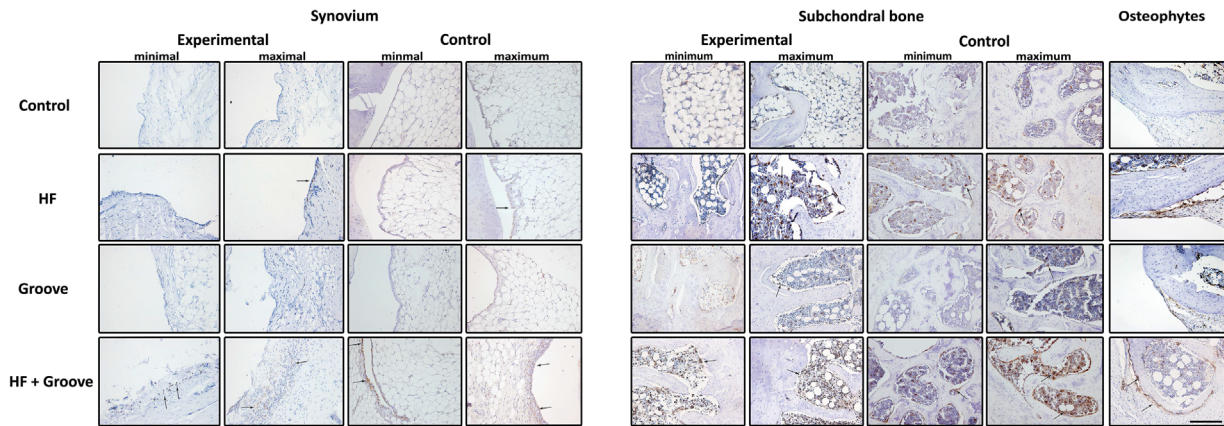 Synovium Subchondral bone Osteophytes
Experimental Control Experimental Control
minimal maximal minmal maximum minimum maximum minimum maximum
Control
HF
Groove
HF + Groove